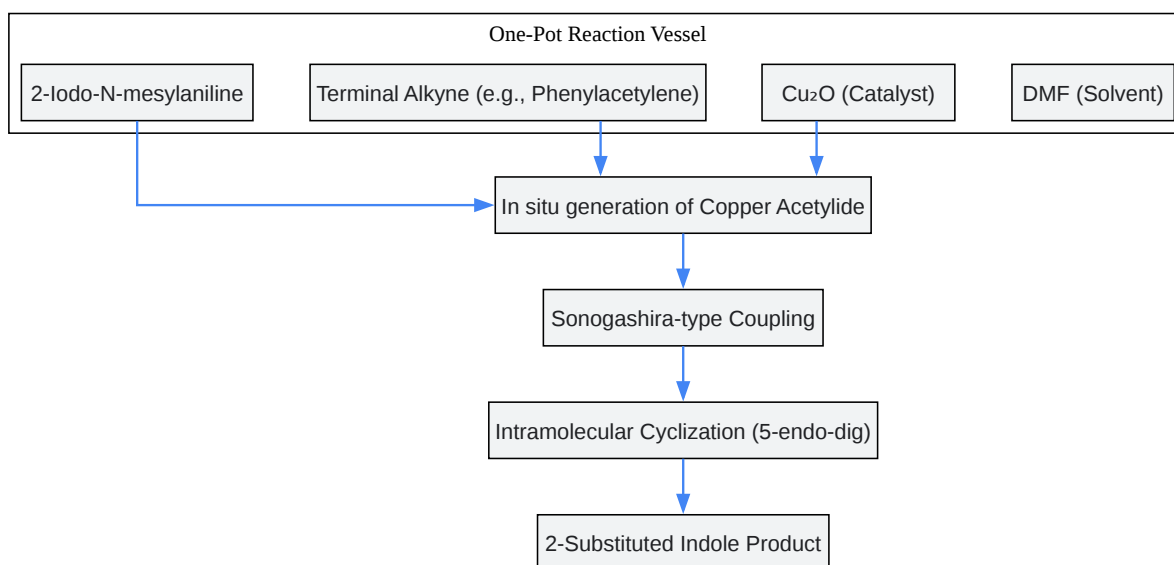 One-Pot Reaction Vessel
2-Iodo-N-mesylaniline
Terminal Alkyne (e.g., Phenylacetylene)
Cu₂O (Catalyst)
DMF (Solvent)
In situ generation of Copper Acetylide
Sonogashira-type Coupling
Intramolecular Cyclization (5-endo-dig)
2-Substituted Indole Product